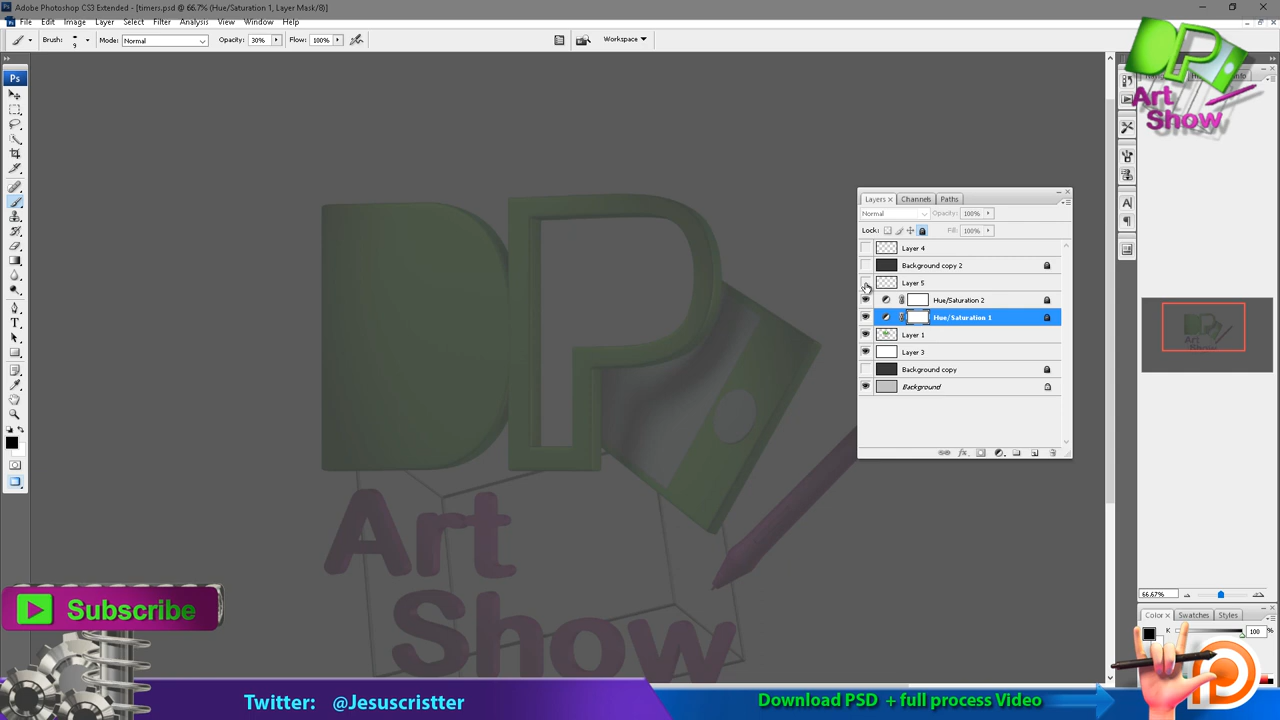 Adobe Photoshop CS3 Extended - [timers.psd @ 66.7% (Hue/Saturation 1, Layer Mask/8)]
File Edit Image Layer Select Filter Analysis View Window Help
Brush: 9 Mode: Normal Opacity: 30% Flow: 100% Workspace
Ps
DP
Art
Show
Layers Channels Paths
Normal Opacity: 100%
Lock: Fill: 100%
Layer 4
Background copy 2
Layer 5
Hue/Saturation 2
Hue/Saturation 1
Layer 1
Layer 3
Background copy
Background
DP
Art
Show
66.67%
Color Swatches Styles
K 100 %
Subscribe
Twitter: @Jesuscristter
Download PSD + full process Video